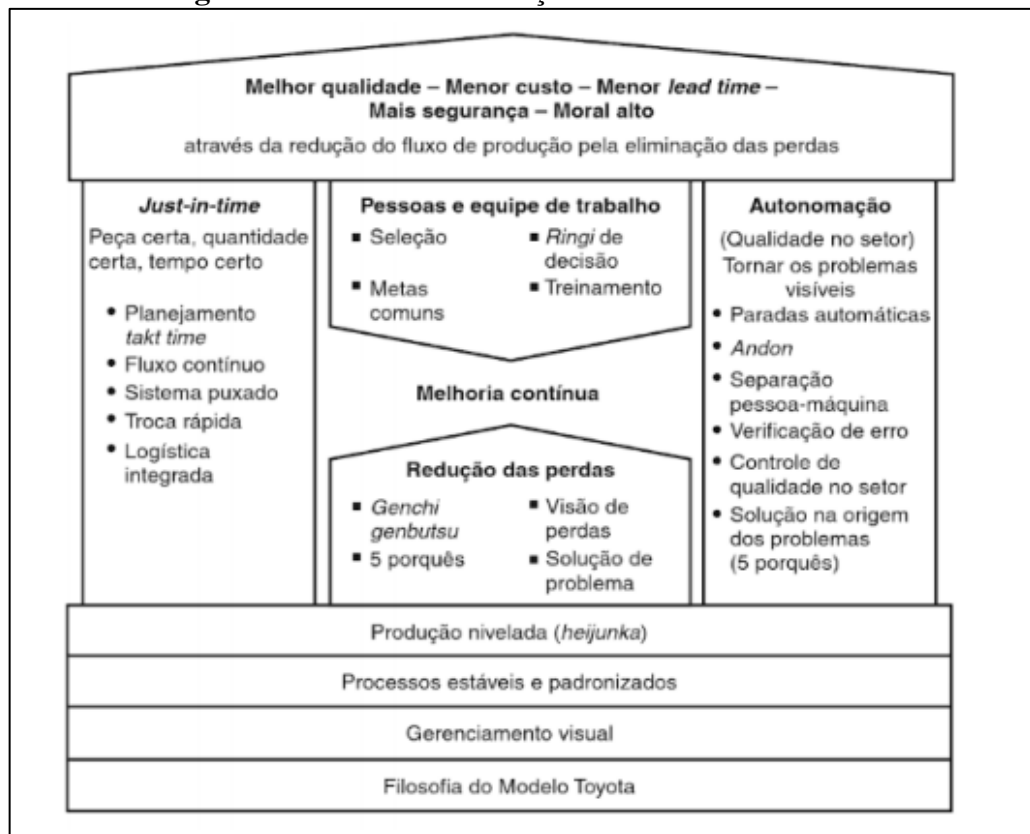 Melhor qualidade – Menor custo – Menor lead time –
Mais segurança – Moral alto
através da redução do fluxo de produção pela eliminação das perdas
Just-in-time
Peça certa, quantidade
certa, tempo certo
• Planejamento
takt time
• Fluxo contínuo
• Sistema puxado
• Troca rápida
• Logística
integrada
Pessoas e equipe de trabalho
▪ Seleção
▪ Metas
comuns
▪ Ringi de
decisão
▪ Treinamento
Melhoria contínua
Redução das perdas
▪ Genchi
genbutsu
▪ 5 porquês
▪ Visão de
perdas
▪ Solução de
problema
Autonomação
(Qualidade no setor)
Tornar os problemas
visíveis
• Paradas automáticas
• Andon
• Separação
pessoa-máquina
• Verificação de erro
• Controle de
qualidade no setor
• Solução na origem
dos problemas
(5 porquês)
Produção nivelada (heijunka)
Processos estáveis e padronizados
Gerenciamento visual
Filosofia do Modelo Toyota